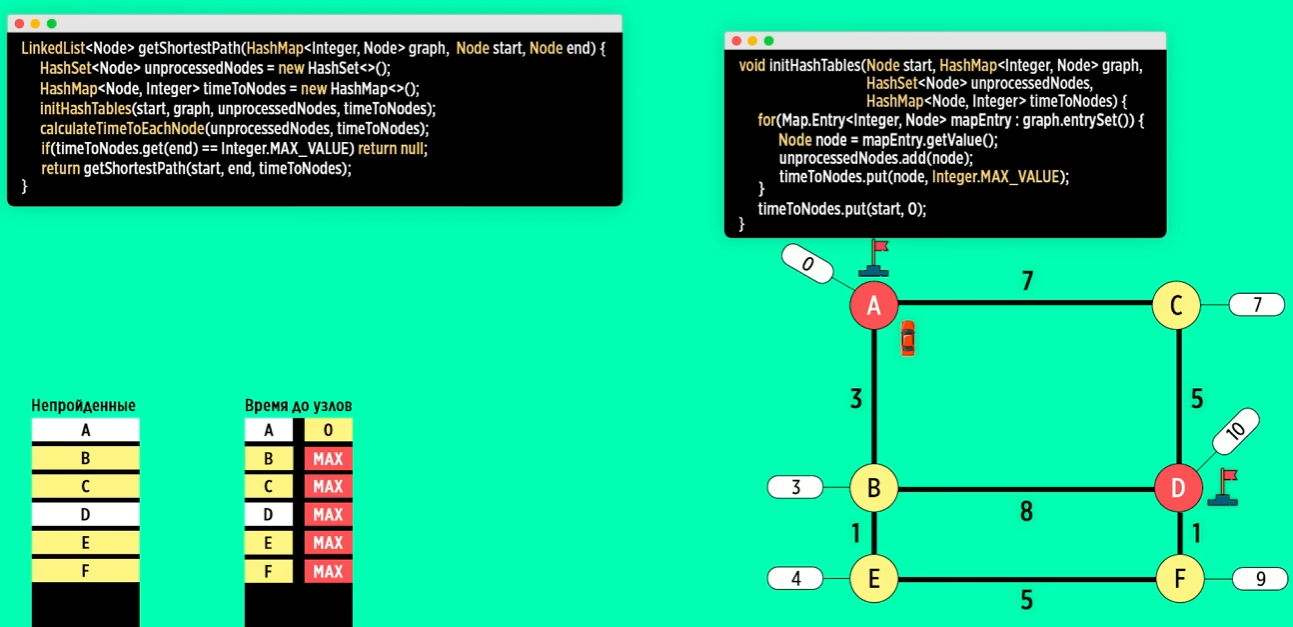 LinkedList<Node> getShortestPath(HashMap<Integer, Node> graph,  Node start, Node end) {
HashSet<Node> unprocessedNodes = new HashSet<>();
HashMap<Node, Integer> timeToNodes = new HashMap<>();
initHashTables(start, graph, unprocessedNodes, timeToNodes);
calculateTimeToEachNode(unprocessedNodes, timeToNodes);
if(timeToNodes.get(end) == Integer.MAX_VALUE) return null;
return getShortestPath(start, end, timeToNodes);
}
void initHashTables(Node start, HashMap<Integer, Node> graph,
HashSet<Node> unprocessedNodes,
HashMap<Node, Integer> timeToNodes) {
for(Map.Entry<Integer, Node> mapEntry : graph.entrySet()) {
Node node = mapEntry.getValue();
unprocessedNodes.add(node);
timeToNodes.put(node, Integer.MAX_VALUE);
}
timeToNodes.put(start, 0);
}
Непройденные
A
B
C
D
E
F
Время до узлов
A 0
B MAX
C MAX
D MAX
E MAX
F MAX
0
A
7
C
7
3
5
10
3
B
8
D
1
1
4
E
5
F
9